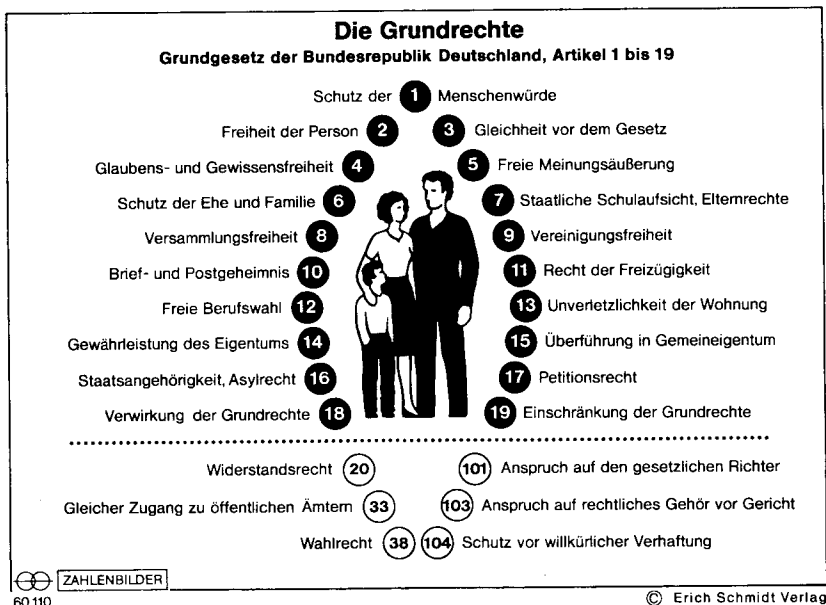 Die Grundrechte
Grundgesetz der Bundesrepublik Deutschland, Artikel 1 bis 19
Schutz der 1 Menschenwürde
Freiheit der Person 2 3 Gleichheit vor dem Gesetz
Glaubens- und Gewissensfreiheit 4 5 Freie Meinungsäußerung
Schutz der Ehe und Familie 6 7 Staatliche Schulaufsicht, Elternrechte
Versammlungsfreiheit 8 9 Vereinigungsfreiheit
Brief- und Postgeheimnis 10 11 Recht der Freizügigkeit
Freie Berufswahl 12 13 Unverletzlichkeit der Wohnung
Gewährleistung des Eigentums 14 15 Überführung in Gemeineigentum
Staatsangehörigkeit, Asylrecht 16 17 Petitionsrecht
Verwirkung der Grundrechte 18 19 Einschränkung der Grundrechte
Widerstandsrecht 20 101 Anspruch auf den gesetzlichen Richter
Gleicher Zugang zu öffentlichen Ämtern 33 103 Anspruch auf rechtliches Gehör vor Gericht
Wahlrecht 38 104 Schutz vor willkürlicher Verhaftung
ZAHLENBILDER
60 110 © Erich Schmidt Verlag